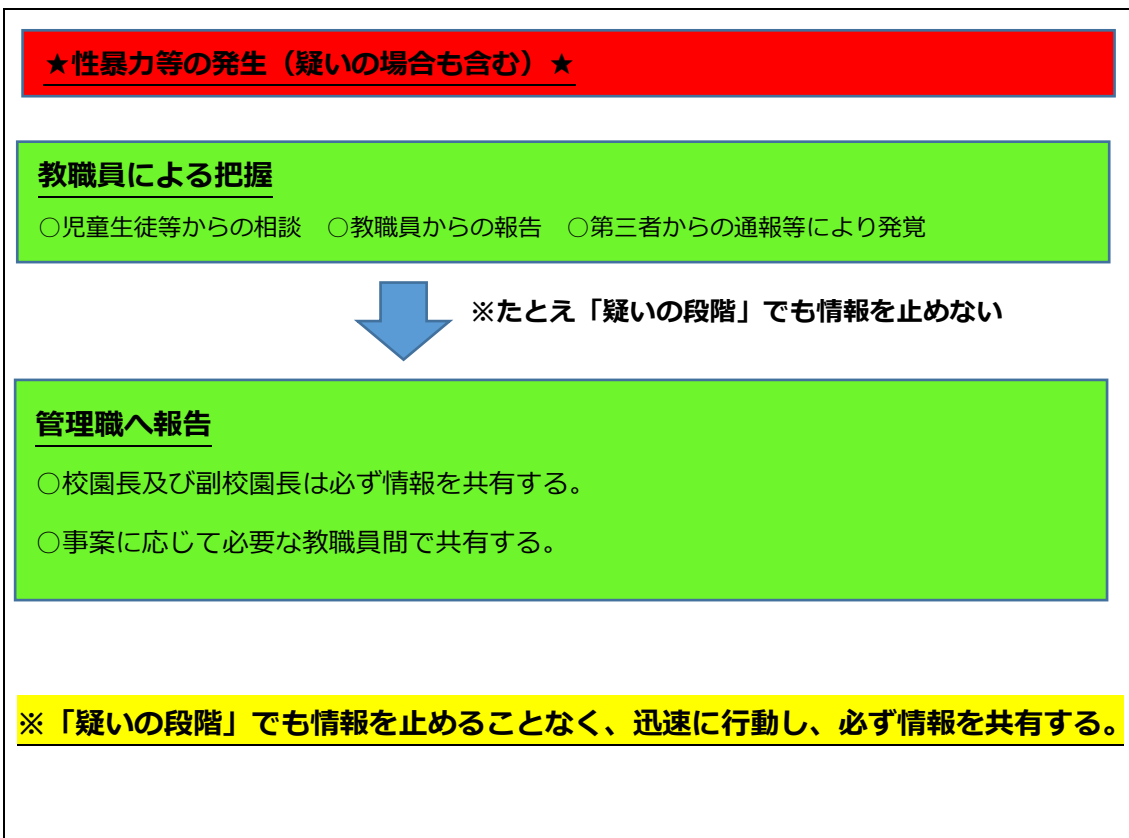 ★性暴力等の発生（疑いの場合も含む）★
教職員による把握
○児童生徒等からの相談　○教職員からの報告　○第三者からの通報等により発覚
※たとえ「疑いの段階」でも情報を止めない
管理職へ報告
○校園長及び副校園長は必ず情報を共有する。
○事案に応じて必要な教職員間で共有する。
※「疑いの段階」でも情報を止めることなく、迅速に行動し、必ず情報を共有する。